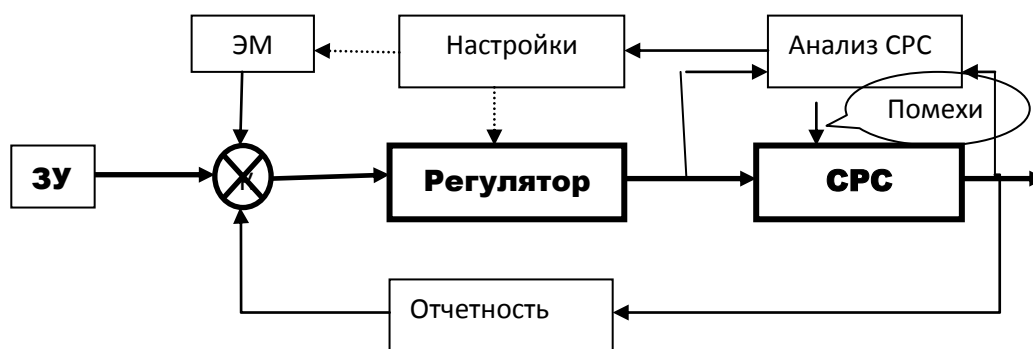 ЭМ
Настройки
Анализ СРС
Помехи
ЗУ
Регулятор
СРС
Отчетность